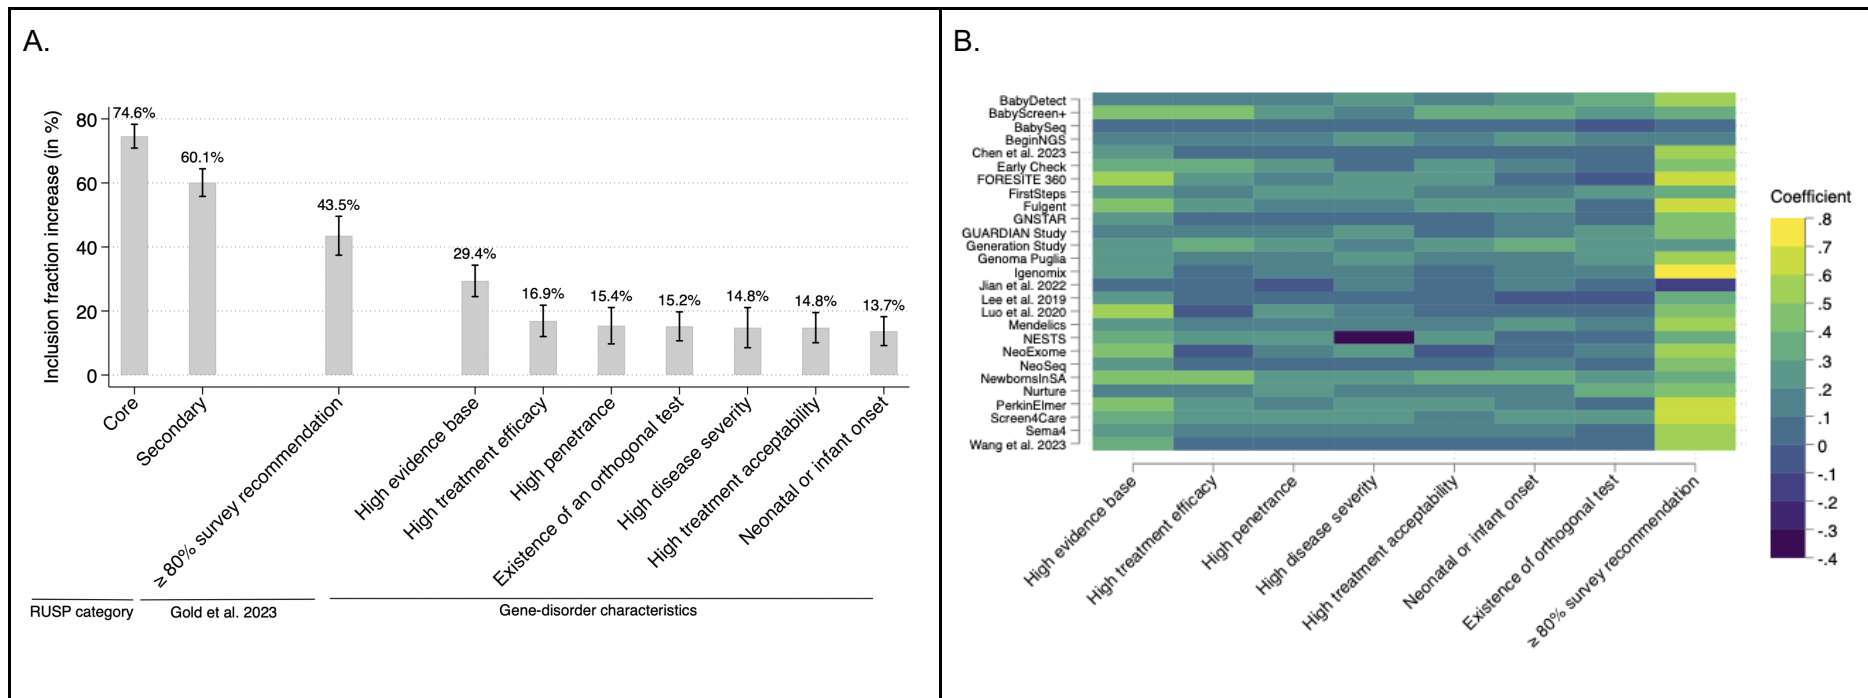 A.
Inclusion fraction increase (in %)
80
60
40
20
0
74.6%
60.1%
43.5%
29.4%
16.9%
15.4%
15.2%
14.8%
14.8%
13.7%
Core
Secondary
≥ 80% survey recommendation
High evidence base
High treatment efficacy
High penetrance
Existence of an orthogonal test
High disease severity
High treatment acceptability
Neonatal or infant onset
RUSP category
Gold et al. 2023
Gene-disorder characteristics
B.
BabyDetect
BabyScreen+
BabySeq
BeginNGS
Chen et al. 2023
Early Check
FORESITE 360
FirstSteps
Fulgent
GNSTAR
GUARDIAN Study
Generation Study
Genoma Puglia
Igenomix
Jian et al. 2022
Lee et al. 2019
Luo et al. 2020
Mendelics
NESTS
NeoExome
NeoSeq
NewbornsInSA
Nurture
PerkinElmer
Screen4Care
Sema4
Wang et al. 2023
High evidence base
High treatment efficacy
High penetrance
High disease severity
High treatment acceptability
Neonatal or infant onset
Existence of orthogonal test
≥ 80% survey recommendation
Coefficient
.8
.7
.6
.5
.4
.3
.2
.1
0
-.1
-.2
-.3
-.4